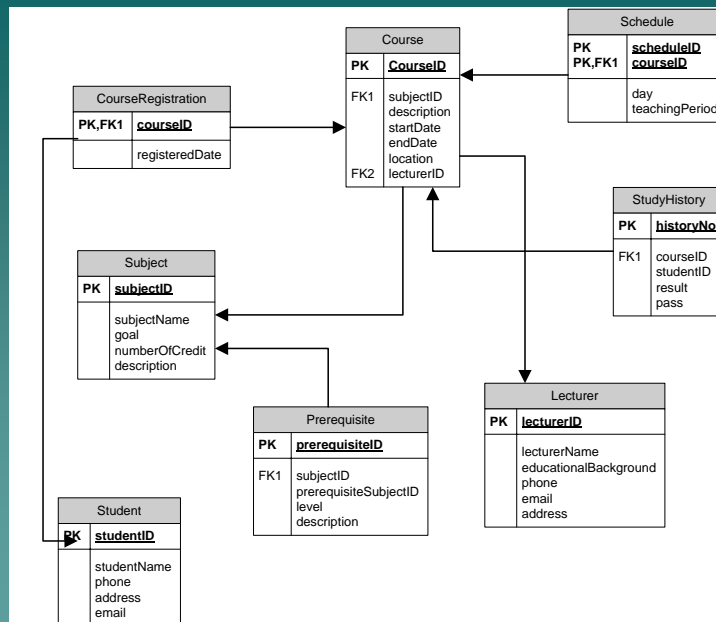 Schedule
PK scheduleID
PK,FK1 courseID
day
teachingPeriod
Course
PK CourseID
FK1 subjectID
description
startDate
endDate
location
FK2 lecturerID
CourseRegistration
PK,FK1 courseID
registeredDate
StudyHistory
PK historyNo
FK1 courseID
studentID
result
pass
Subject
PK subjectID
subjectName
goal
numberOfCredit
description
Lecturer
PK lecturerID
lecturerName
educationalBackground
phone
email
address
Prerequisite
PK prerequisiteID
FK1 subjectID
prerequisiteSubjectID
level
description
Student
PK studentID
studentName
phone
address
email